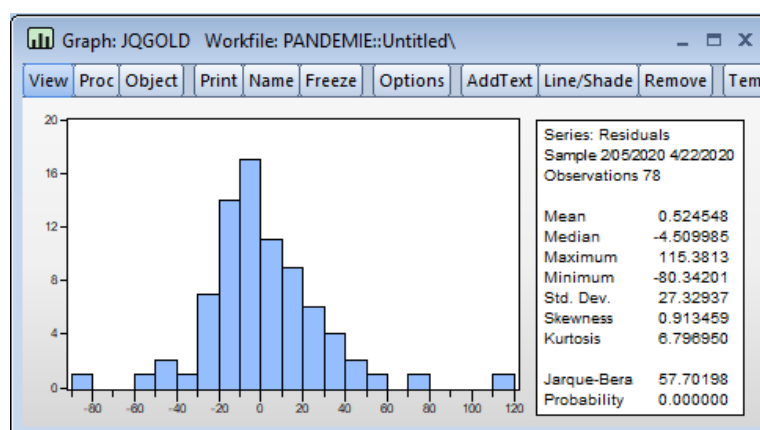 Graph: JQGOLD Workfile: PANDEMIE::Untitled\
View Proc Object Print Name Freeze Options AddText Line/Shade Remove Tem
20
16
12
8
4
0
-80 -60 -40 -20 0 20 40 60 80 100 120
Series: Residuals
Sample 2/05/2020 4/22/2020
Observations 78
Mean 0.524548
Median -4.509985
Maximum 115.3813
Minimum -80.34201
Std. Dev. 27.32937
Skewness 0.913459
Kurtosis 6.796950
Jarque-Bera 57.70198
Probability 0.000000